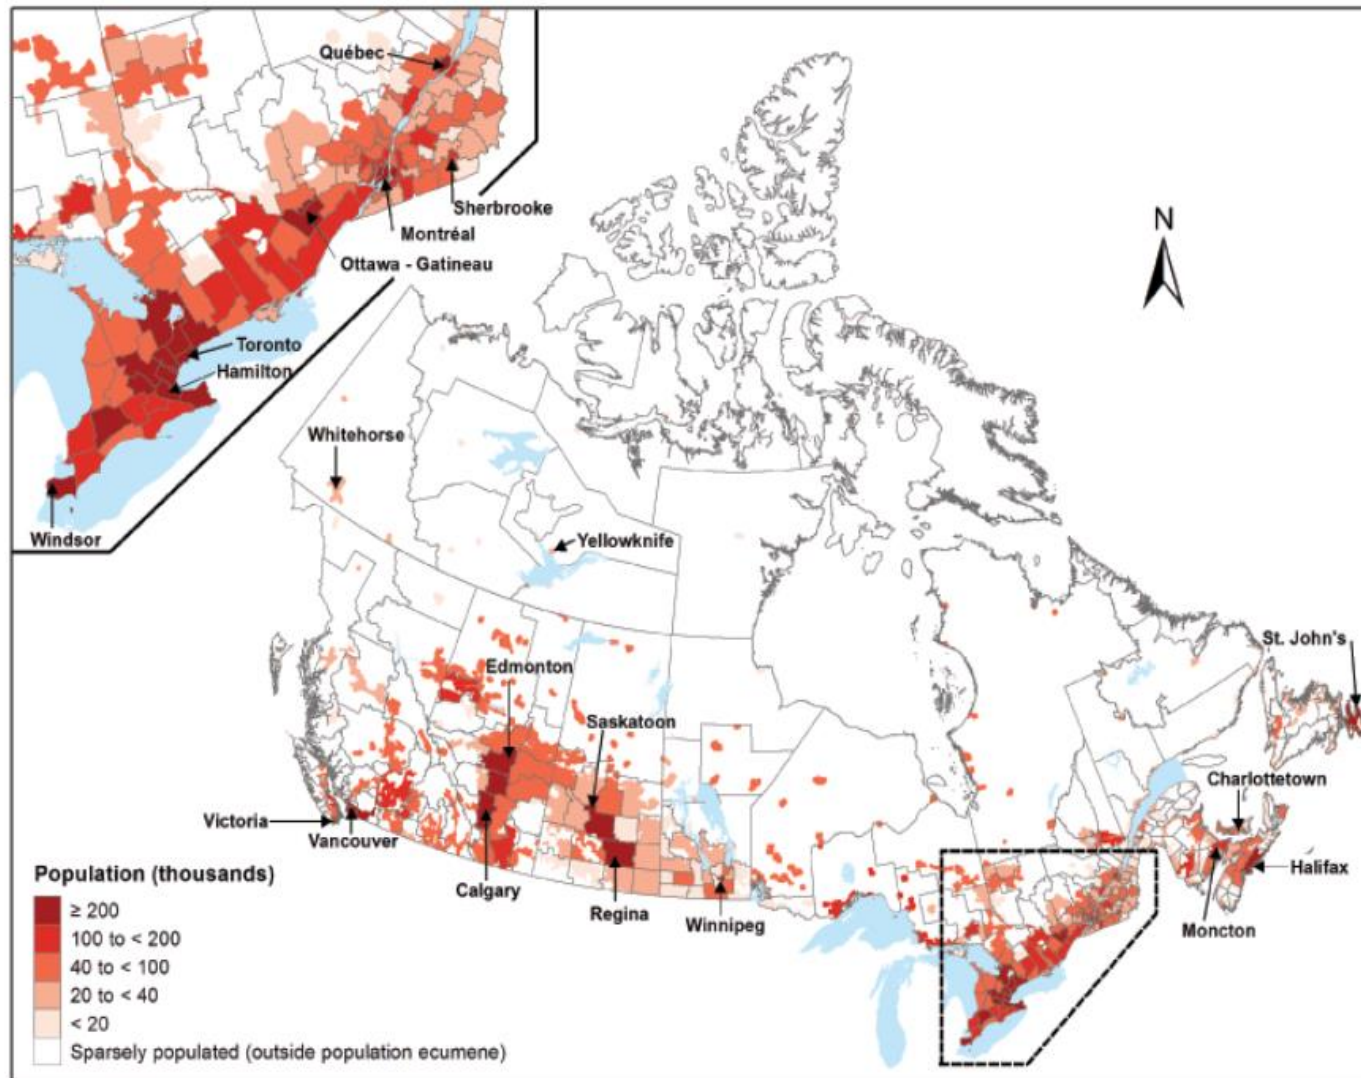 Québec
Sherbrooke
Montréal
Ottawa - Gatineau
Toronto
Hamilton
Windsor
N
Whitehorse
Yellowknife
Edmonton
Saskatoon
St. John's
Charlottetown
Victoria
Vancouver
Calgary
Regina
Winnipeg
Halifax
Moncton
Population (thousands)
≥ 200
100 to < 200
40 to < 100
20 to < 40
< 20
Sparsely populated (outside population ecumene)